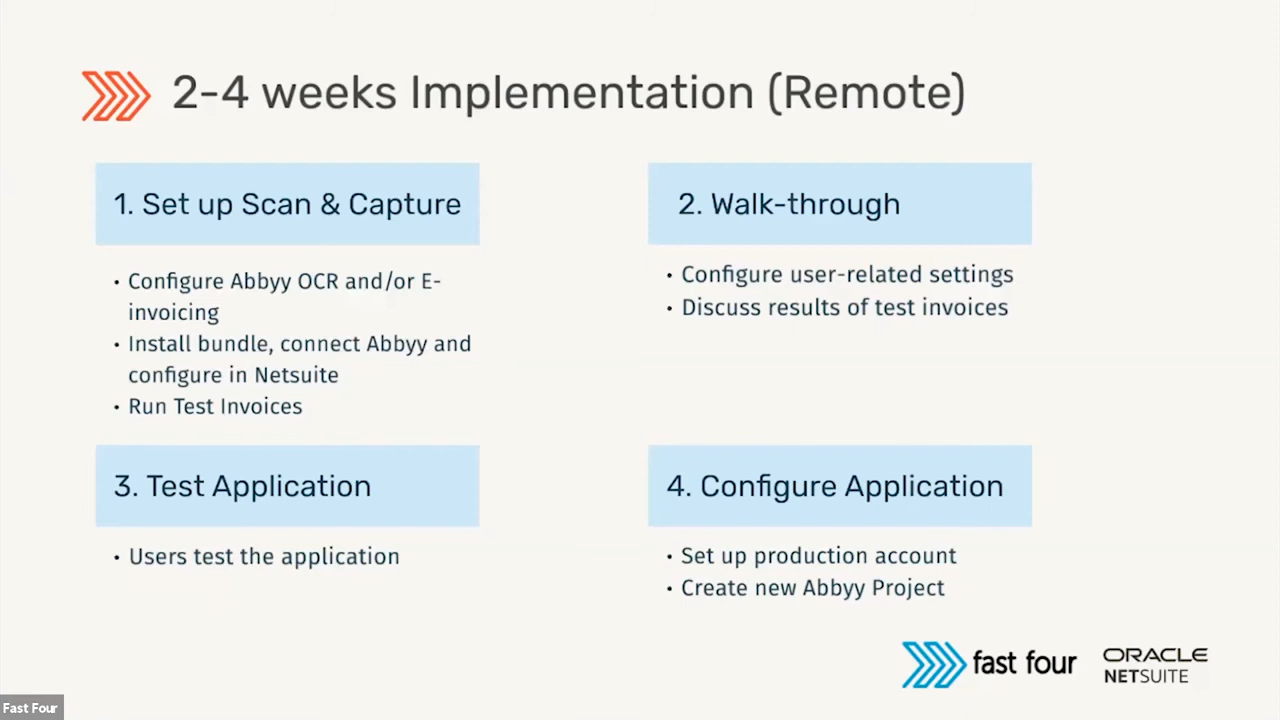 2-4 weeks Implementation (Remote)
1. Set up Scan & Capture
• Configure Abbyy OCR and/or E-
invoicing
• Install bundle, connect Abbyy and
configure in Netsuite
• Run Test Invoices
2. Walk-through
• Configure user-related settings
• Discuss results of test invoices
3. Test Application
• Users test the application
4. Configure Application
• Set up production account
• Create new Abbyy Project
fast four
ORACLE
NETSUITE
Fast Four